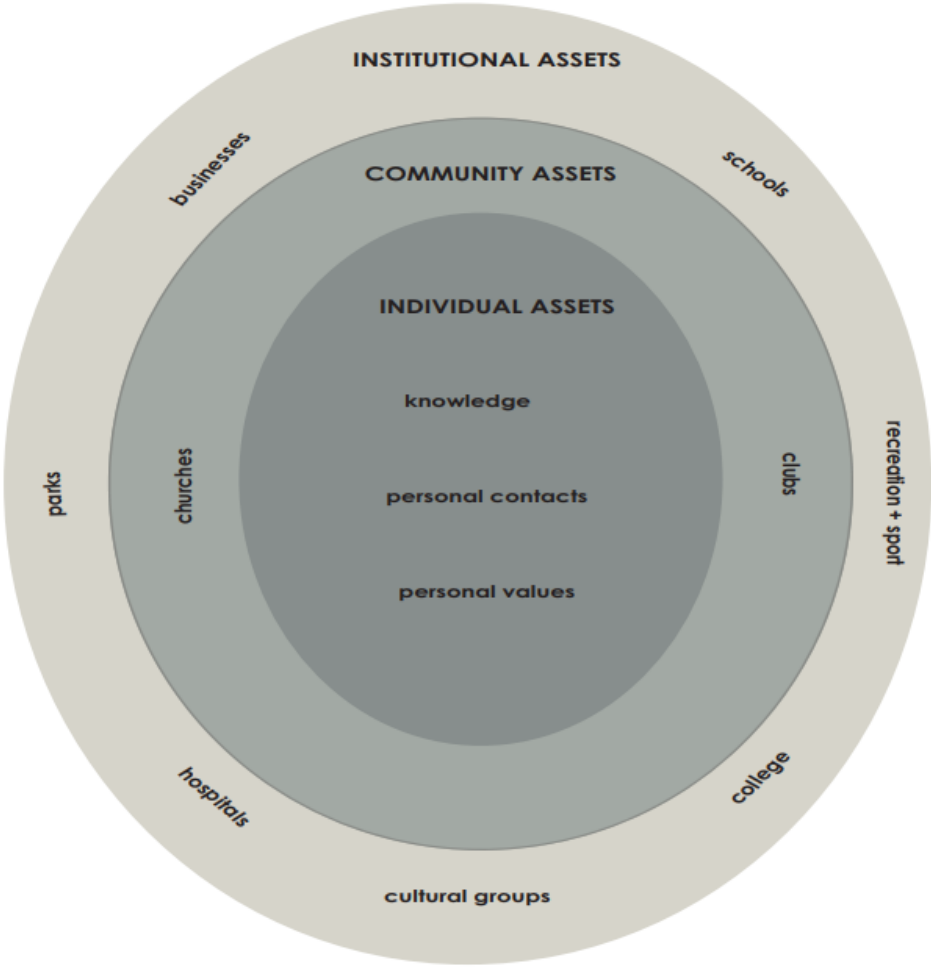 INSTITUTIONAL ASSETS
businesses
schools
COMMUNITY ASSETS
INDIVIDUAL ASSETS
knowledge
parks
churches
personal contacts
clubs
recreation + sport
personal values
hospitals
college
cultural groups